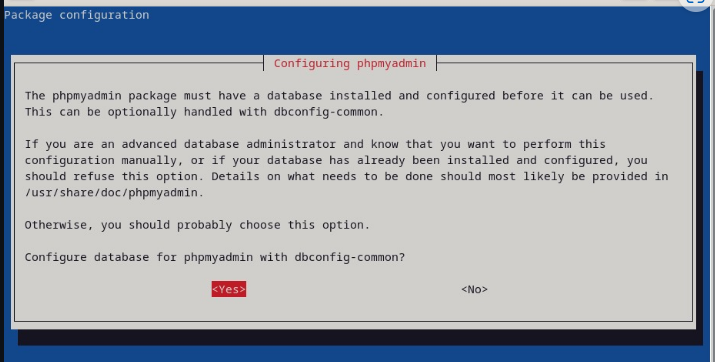 Package configuration
Configuring phpmyadmin
The phpmyadmin package must have a database installed and configured before it can be used.
This can be optionally handled with dbconfig-common.
If you are an advanced database administrator and know that you want to perform this
configuration manually, or if your database has already been installed and configured, you
should refuse this option. Details on what needs to be done should most likely be provided in
/usr/share/doc/phpmyadmin.
Otherwise, you should probably choose this option.
Configure database for phpmyadmin with dbconfig-common?
<Yes> <No>